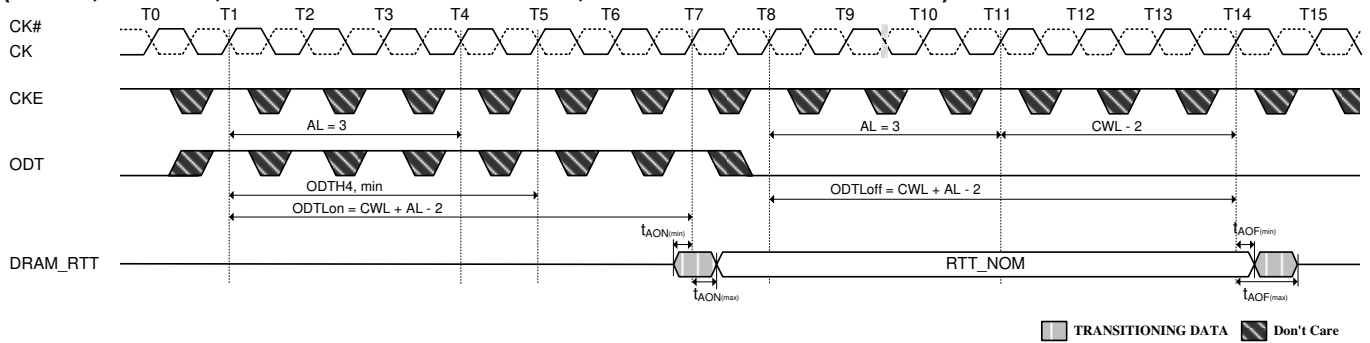 T0 T1 T2 T3 T4 T5 T6 T7 T8 T9 T10 T11 T12 T13 T14 T15
CK#
CK
CKE
AL = 3 AL = 3 CWL - 2
ODT
ODTH4, min ODTLoff = CWL + AL - 2
ODTLon = CWL + AL - 2
tAON(min) tAOF(min)
DRAM_RTT RTT_NOM
tAON(max) tAOF(max)
TRANSITIONING DATA Don't Care